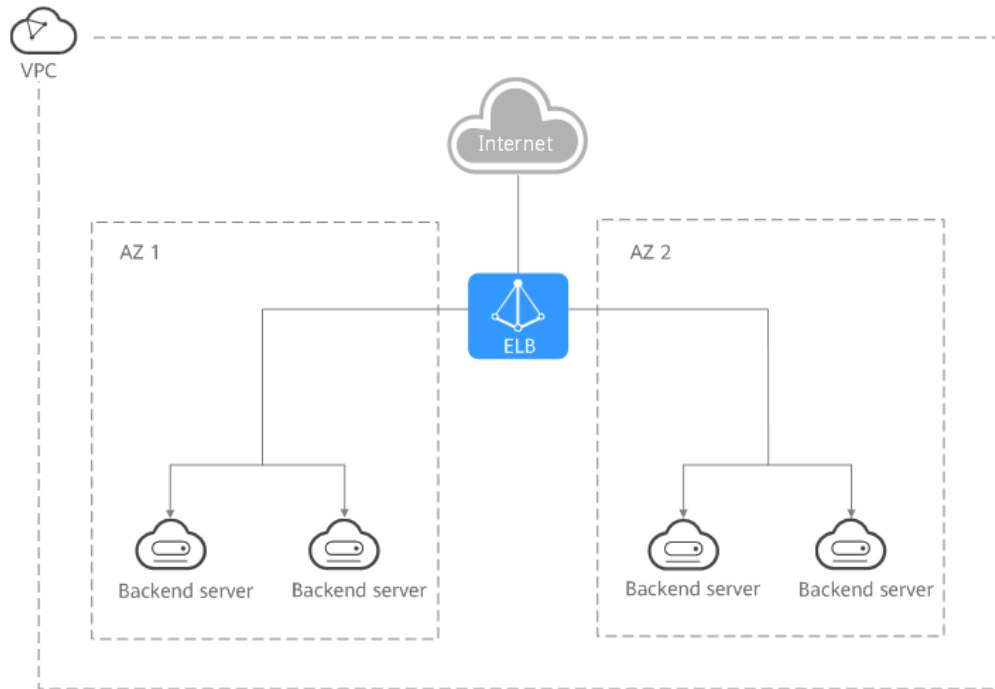 VPC
Internet
AZ 1
AZ 2
ELB
Backend server
Backend server
Backend server
Backend server